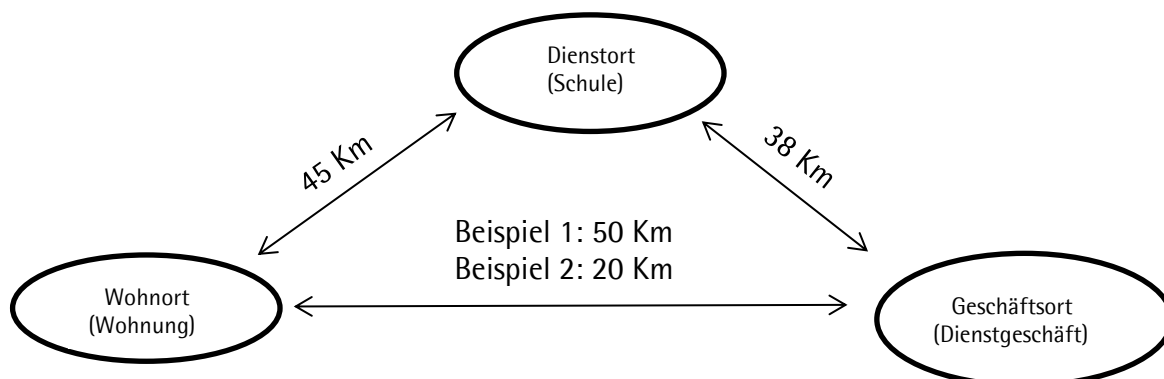 Dienstort
(Schule)
45 Km
38 Km
Beispiel 1: 50 Km
Beispiel 2: 20 Km
Wohnort
(Wohnung)
Geschäftsort
(Dienstgeschäft)